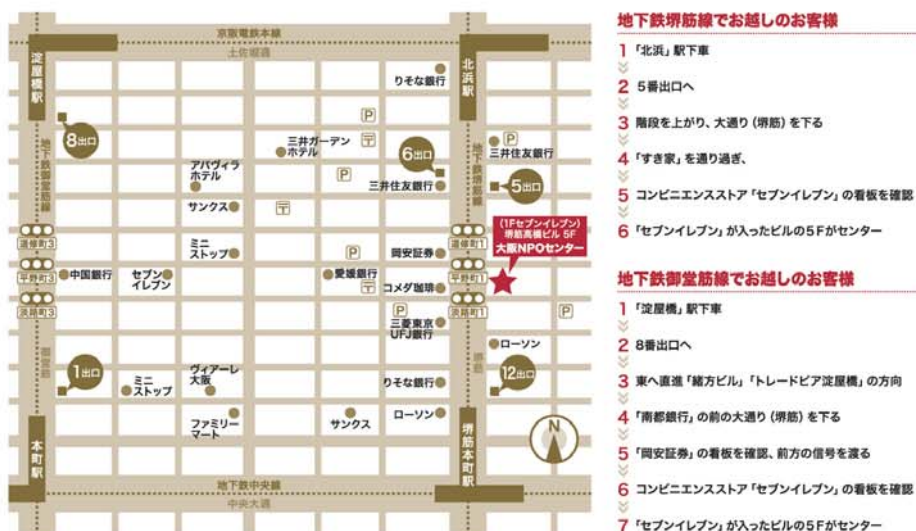 京阪電鉄本線
土佐堀通
淀屋橋駅
北浜駅
りそな銀行
8出口
地下鉄御堂筋線
三井ガーデン
ホテル
6出口
地下鉄堺筋線
三井住友銀行
アパヴィラ
ホテル
三井住友銀行
5出口
サンクス
(1Fセブンイレブン)
堺筋高橋ビル 5F
大阪NPOセンター
道修町3
ミニ
ストップ
岡安証券
道修町1
平野町3
中国銀行
セブン
イレブン
愛媛銀行
平野町1
コメダ珈琲
淡路町3
三菱東京
UFJ銀行
淡路町1
ローソン
御堂筋
堺筋
1出口
ミニ
ストップ
ヴィアーレ
大阪
りそな銀行
12出口
ファミリー
マート
サンクス
ローソン
N
本町駅
堺筋本町駅
地下鉄中央線
中央大通
P
P
P
P
P
P
地下鉄堺筋線でお越しのお客様
1 「北浜」駅下車
2 5番出口へ
3 階段を上がり、大通り(堺筋)を下る
4 「すき家」を通り過ぎ、
5 コンビニエンスストア「セブンイレブン」の看板を確認
6 「セブンイレブン」が入ったビルの5Fがセンター
地下鉄御堂筋線でお越しのお客様
1 「淀屋橋」駅下車
2 8番出口へ
3 東へ直進「緒方ビル」「トレードピア淀屋橋」の方向
4 「南都銀行」の前の大通り(堺筋)を下る
5 「岡安証券」の看板を確認、前方の信号を渡る
6 コンビニエンスストア「セブンイレブン」の看板を確認
7 「セブンイレブン」が入ったビルの5Fがセンター